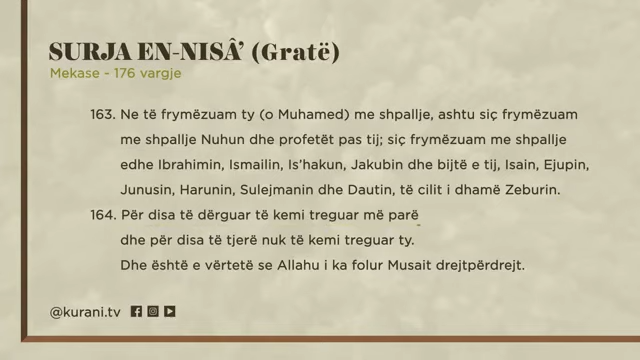 SURJA EN-NISÂ’ (Gratë)
Mekase - 176 vargje
163. Ne të frymëzuam ty (o Muhamed) me shpallje, ashtu siç frymëzuam
me shpallje Nuhun dhe profetët pas tij; siç frymëzuam me shpallje
edhe Ibrahimin, Ismailin, Is’hakun, Jakubin dhe bijtë e tij, Isain, Ejupin,
Junusin, Harunin, Sulejmanin dhe Dautin, të cilit i dhamë Zeburin.
164. Për disa të dërguar të kemi treguar më parë
dhe për disa të tjerë nuk të kemi treguar ty.
Dhe është e vërtetë se Allahu i ka folur Musait drejtpërdrejt.
@kurani.tv